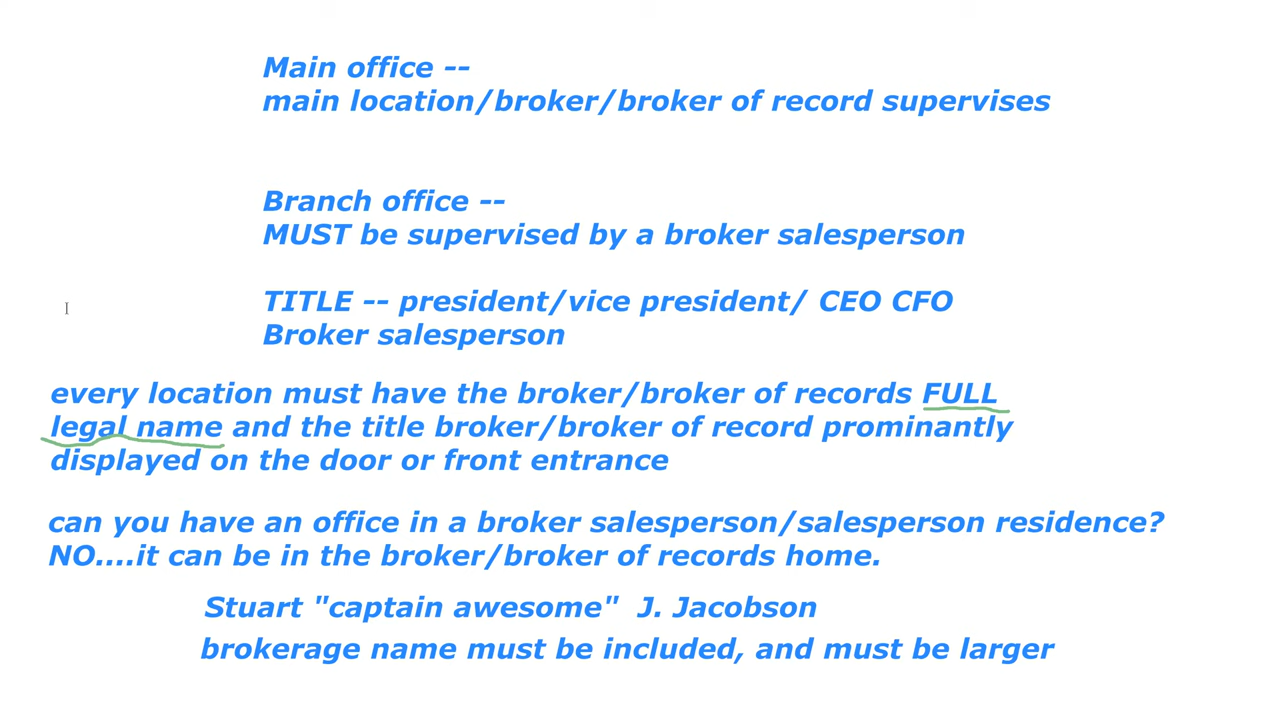 Main office --
main location/broker/broker of record supervises
Branch office --
MUST be supervised by a broker salesperson
TITLE -- president/vice president/ CEO CFO
Broker salesperson
every location must have the broker/broker of records FULL
legal name and the title broker/broker of record prominantly
displayed on the door or front entrance
can you have an office in a broker salesperson/salesperson residence?
NO....it can be in the broker/broker of records home.
Stuart "captain awesome"  J. Jacobson
brokerage name must be included, and must be larger